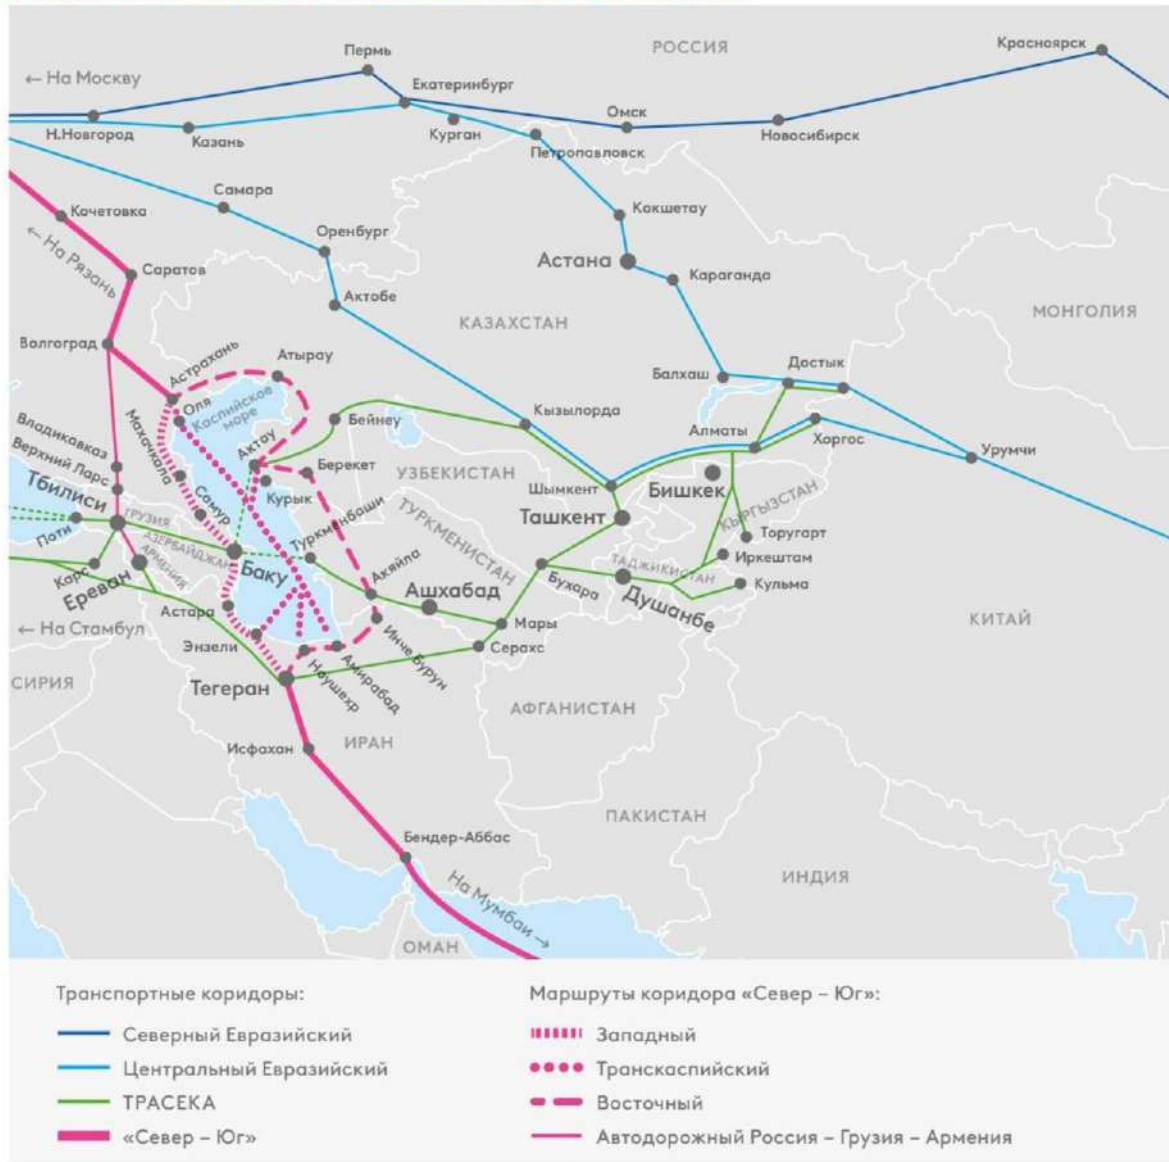 РОССИЯ
Красноярск
Пермь
← На Москву
Екатеринбург
Омск
Н.Новгород
Казань
Курган
Новосибирск
Петропавловск
Самара
Кочетовка
Кокшетау
Оренбург
← На Рязань
Астана
Саратов
Караганда
Актобе
МОНГОЛИЯ
КАЗАХСТАН
Волгоград
Астрахань
Атырау
Достык
Балхаш
Оля
Каспийское
море
Кызылорда
Бейнеу
Махачкала
Владикавказ
Алматы
Хоргос
Верхний Ларс
Актау
Берекет
УЗБЕКИСТАН
Урумчи
Тбилиси
Самур
Курык
Шымкент
Бишкек
КЫРГЫЗСТАН
Поти
ГРУЗИЯ
Туркменбаши
ТУРКМЕНИСТАН
Ташкент
АЗЕРБАЙДЖАН
Торугарт
АРМЕНИЯ
Иркештам
ТАДЖИКИСТАН
Карс
Ереван
Баку
Акяйла
Бухара
Кульма
Ашхабад
Душанбе
Астара
← На Стамбул
Мары
КИТАЙ
Энзели
Инче Бурун
Серахс
СИРИЯ
Тегеран
Ноушехр
Амирабад
АФГАНИСТАН
Исфахан
ИРАН
ПАКИСТАН
Бендер-Аббас
ИНДИЯ
На Мумбаи →
ОМАН
Транспортные коридоры:
Северный Евразийский
Центральный Евразийский
ТРАСЕКА
«Север – Юг»
Маршруты коридора «Север – Юг»:
Западный
Транскаспийский
Восточный
Автодорожный Россия – Грузия – Армения